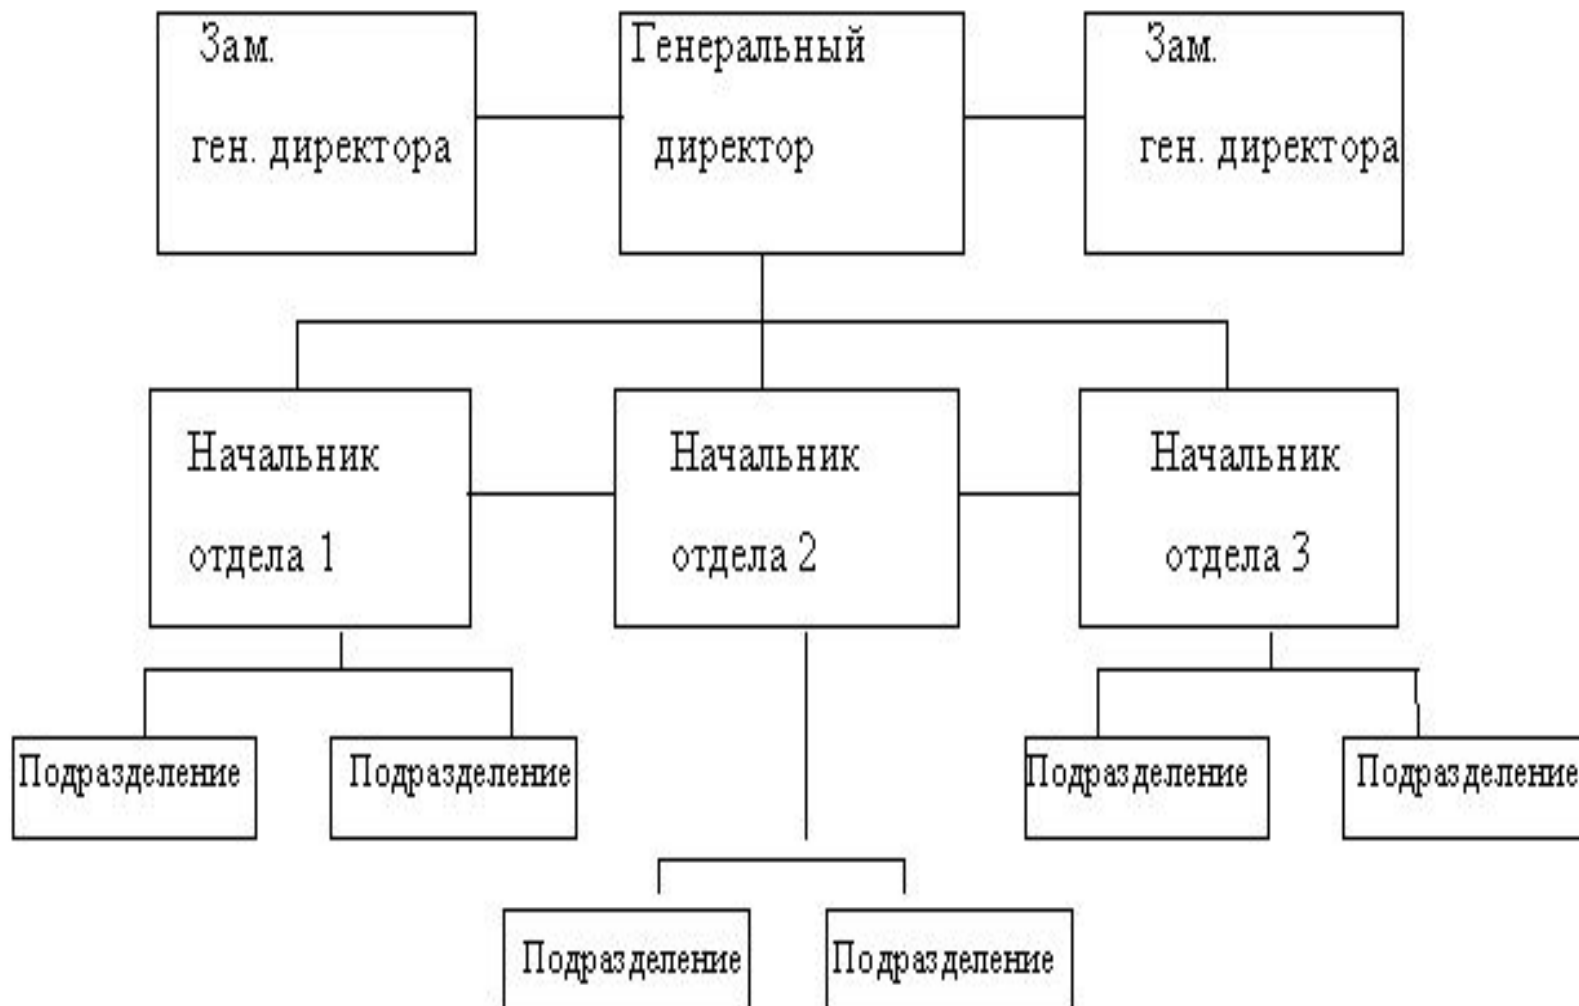 Зам.
ген. директора
Генеральный
директор
Зам.
ген. директора
Начальник
отдела 1
Начальник
отдела 2
Начальник
отдела 3
Подразделение
Подразделение
Подразделение
Подразделение
Подразделение
Подразделение